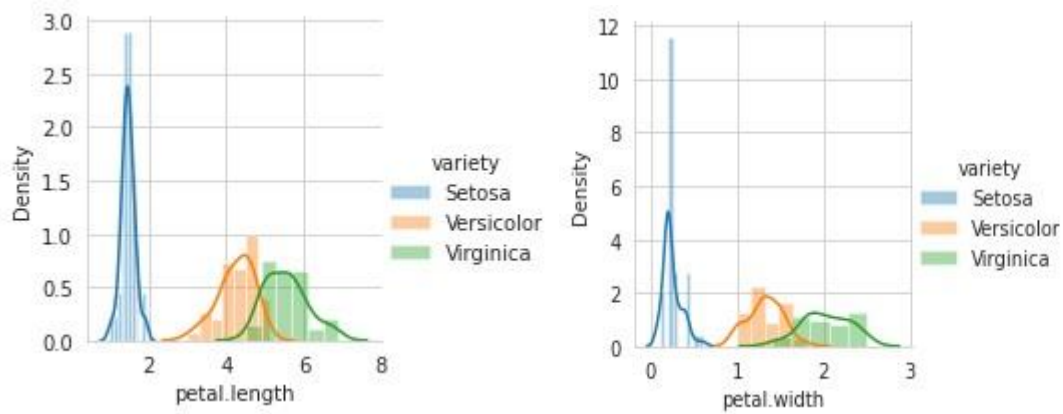 3.0
2.5
2.0
1.5
1.0
0.5
0.0
Density
2
4
6
8
petal.length
variety
Setosa
Versicolor
Virginica
12
10
8
6
4
2
0
Density
0
1
2
3
petal.width
variety
Setosa
Versicolor
Virginica